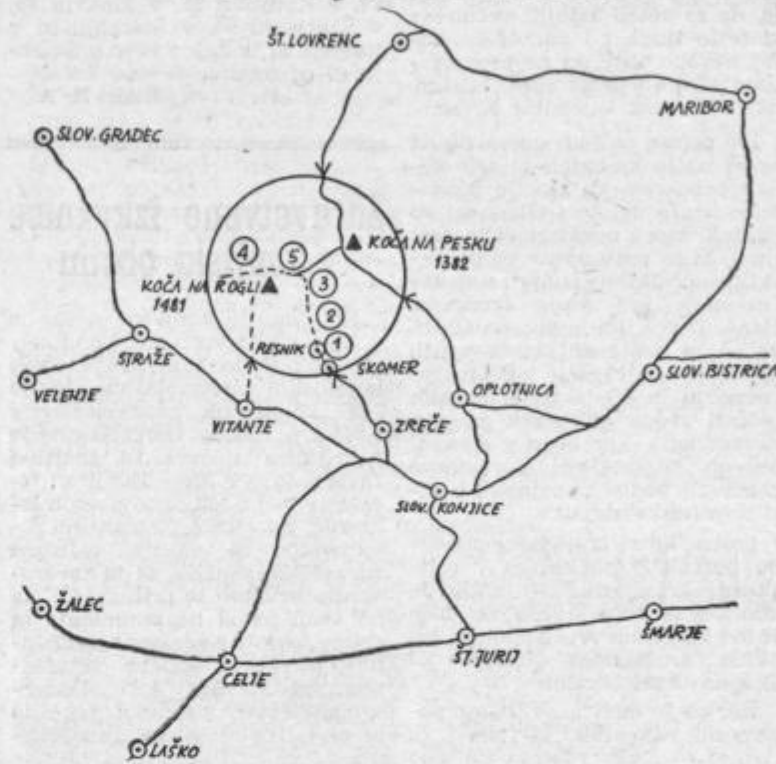 ŠT. LOVRENC
MARIBOR
SLOV. GRADEC
KOČA NA PESKU
1382
4
5
KOČA NA ROGLI
1481
3
2
RESNIK
1
SKOMER
STRAŽE
VELENJE
VITANJE
OPLOTNICA
SLOV. BISTRICA
ZREČE
SLOV. KONJICE
ŽALEC
CELJE
ŠT. JURIJ
ŠMARJE
LAŠKO